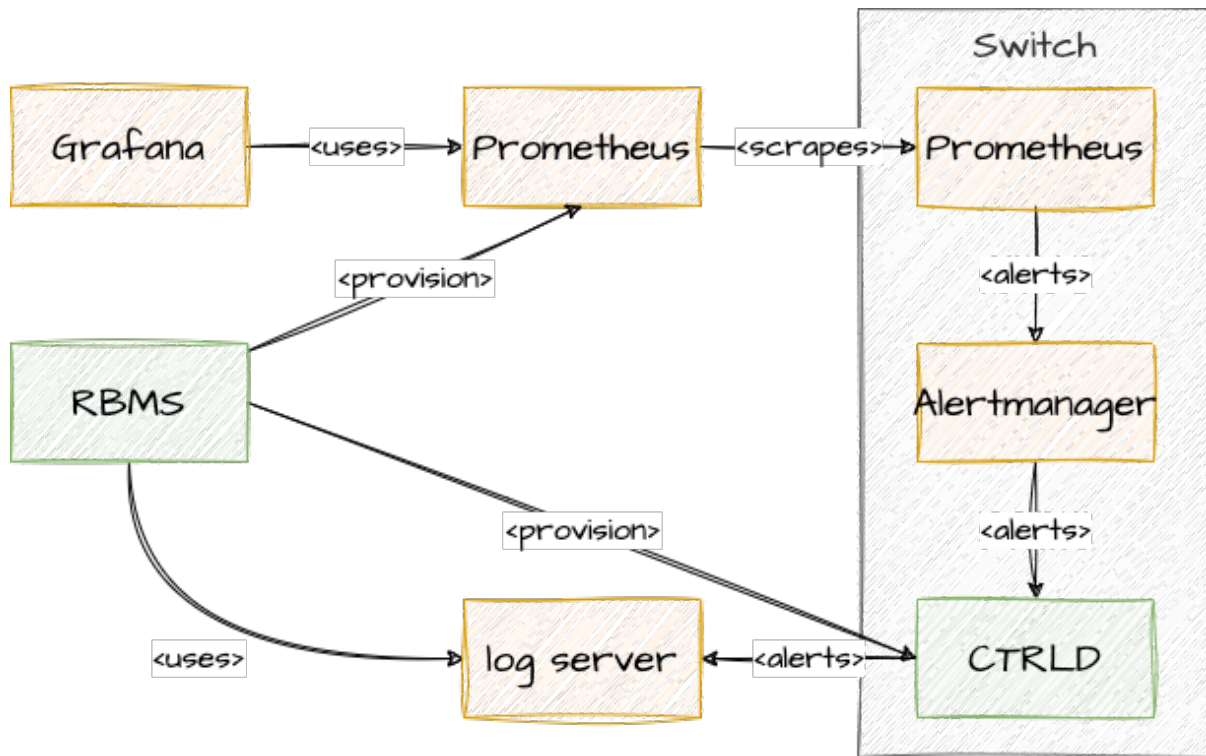 Switch
Grafana
<uses>
Prometheus
<scrapes>
Prometheus
<provision>
<alerts>
RBMS
Alertmanager
<provision>
<alerts>
<uses>
log server
<alerts>
CTRLD